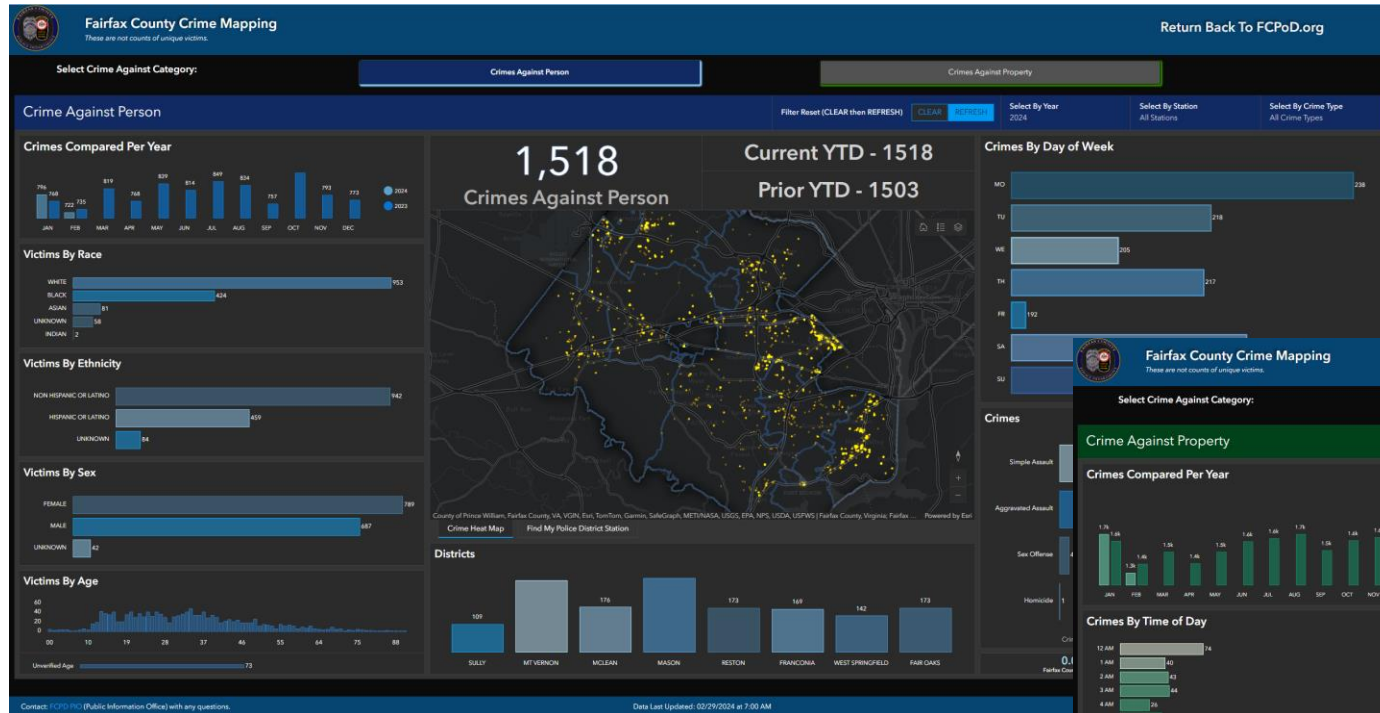 Fairfax County Crime Mapping
These are not counts of unique victims.
Return Back To FCPoD.org
Select Crime Against Category:
Crimes Against Person
Crimes Against Property
Crime Against Person
Filter Reset (CLEAR then REFRESH)
CLEAR REFRESH
Select By Year
2024
Select By Station
All Stations
Select By Crime Type
All Crime Types
Crimes Compared Per Year
796 768 722 735 819 768 839 814 849 834 757 793 773
2024
2023
JAN FEB MAR APR MAY JUN JUL AUG SEP OCT NOV DEC
Victims By Race
WHITE 953
BLACK 424
ASIAN 81
UNKNOWN 58
INDIAN 2
Victims By Ethnicity
NON HISPANIC OR LATINO 942
HISPANIC OR LATINO 459
UNKNOWN 84
Victims By Sex
FEMALE 789
MALE 687
UNKNOWN 42
Victims By Age
60
40
20
0
00 10 19 28 37 46 55 64 75 88
Unverified Age 73
1,518
Crimes Against Person
Current YTD - 1518
Prior YTD - 1503
County of Prince William, Fairfax County, VA, VGIN, Esri, TomTom, Garmin, SafeGraph, METI/NASA, USGS, EPA, NPS, USDA, USFWS | Fairfax County, Virginia; Fairfax ... Powered by Esri
Crime Heat Map
Find My Police District Station
Districts
109 176 173 169 142 173
SULLY MT VERNON MCLEAN MASON RESTON FRANCONIA WEST SPRINGFIELD FAIR OAKS
Crimes By Day of Week
MO 238
TU 218
WE 205
TH 217
FR 192
SA
SU
Crimes
Simple Assault
Aggravated Assault
Sex Offense
Homicide 1
Fairfax County Crime Mapping
These are not counts of unique victims.
Select Crime Against Category:
Crime Against Property
Crimes Compared Per Year
1.7k 1.6k 1.3k 1.4k 1.5k 1.4k 1.5k 1.6k 1.6k 1.7k 1.5k 1.6k
JAN FEB MAR APR MAY JUN JUL AUG SEP OCT NOV
Crimes By Time of Day
12 AM 74
1 AM 40
2 AM 43
3 AM 44
4 AM 26
Contact: FCPD PIO (Public Information Office) with any questions.
Data Last Updated: 02/29/2024 at 7:00 AM